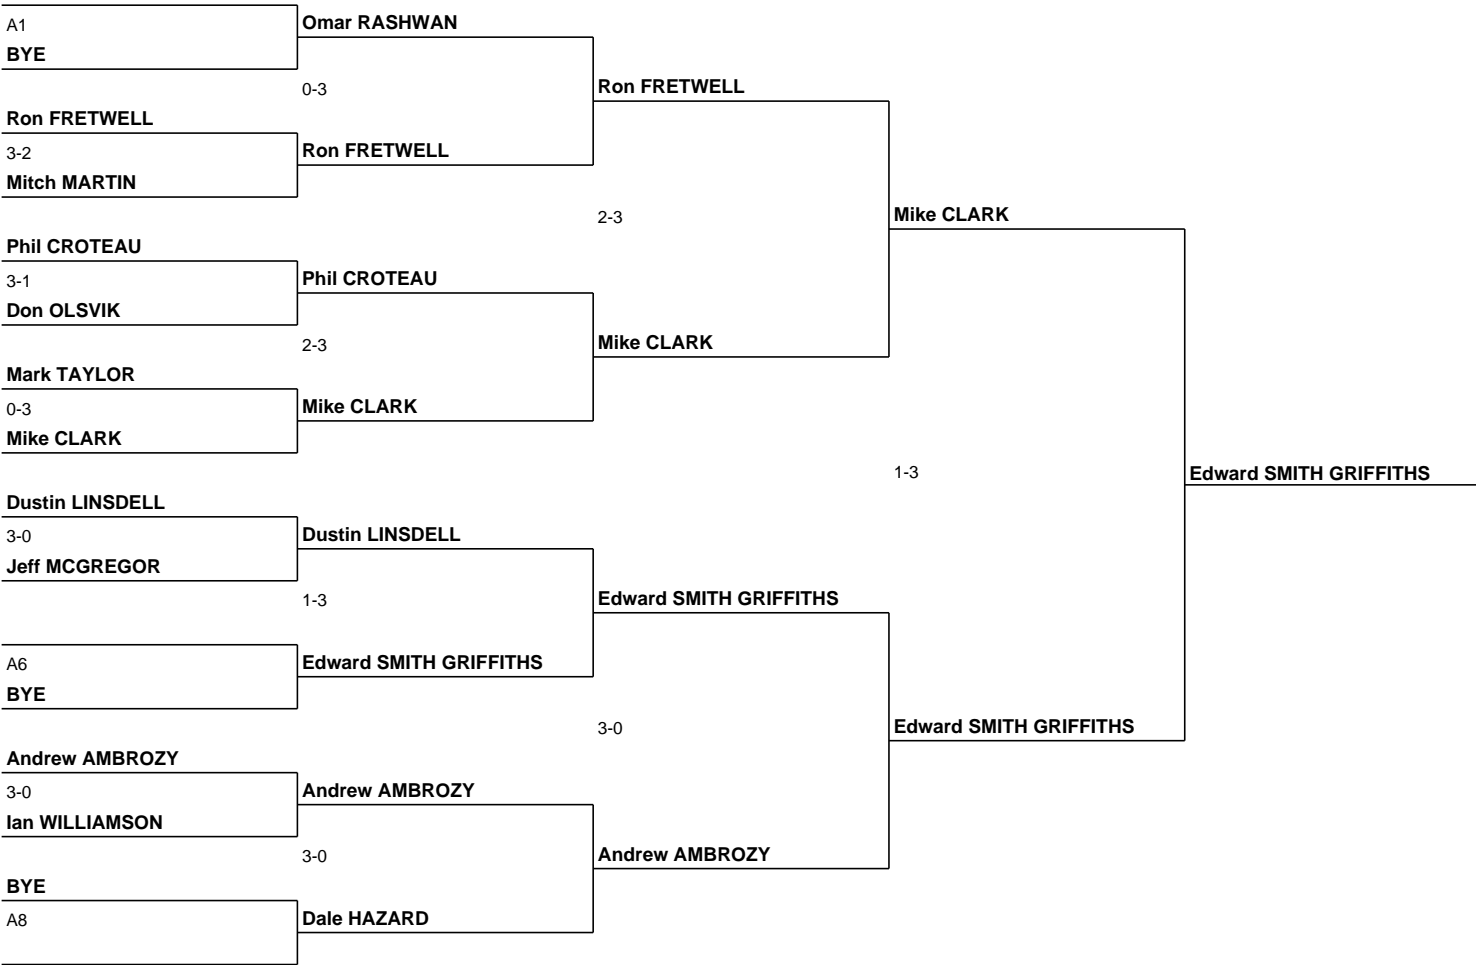 A1
BYE
Omar RASHWAN
0-3
Ron FRETWELL
Ron FRETWELL
3-2
Mitch MARTIN
Ron FRETWELL
2-3
Mike CLARK
Phil CROTEAU
3-1
Don OLSVIK
Phil CROTEAU
2-3
Mike CLARK
Mark TAYLOR
0-3
Mike CLARK
Mike CLARK
1-3
Edward SMITH GRIFFITHS
Dustin LINSDELL
3-0
Jeff MCGREGOR
Dustin LINSDELL
1-3
Edward SMITH GRIFFITHS
A6
BYE
Edward SMITH GRIFFITHS
3-0
Edward SMITH GRIFFITHS
Andrew AMBROZY
3-0
Ian WILLIAMSON
Andrew AMBROZY
3-0
Andrew AMBROZY
BYE
A8
Dale HAZARD